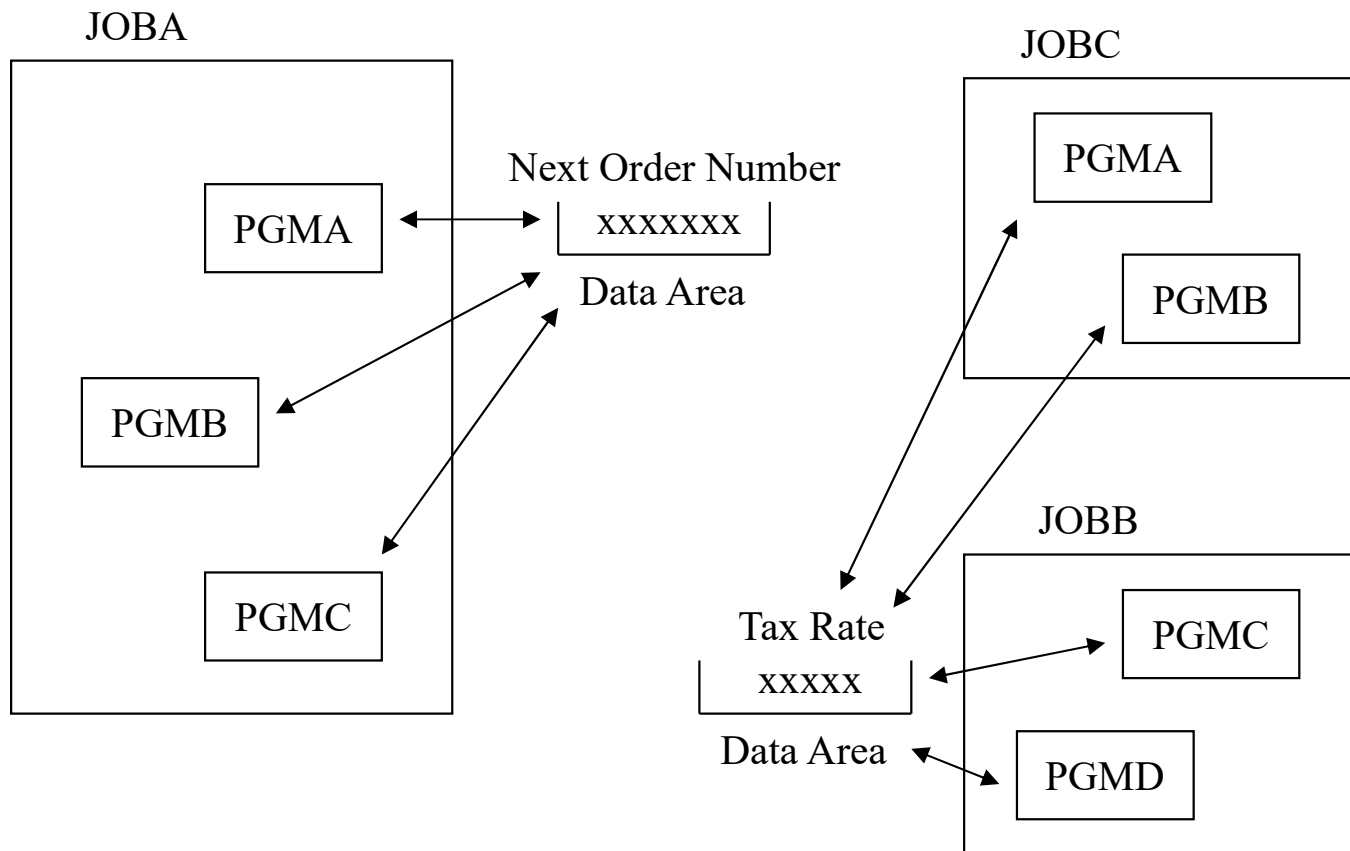 JOBA
PGMA
PGMB
PGMC
Next Order Number
xxxxxxx
Data Area
JOBC
PGMA
PGMB
Tax Rate
xxxxx
Data Area
JOBB
PGMC
PGMD